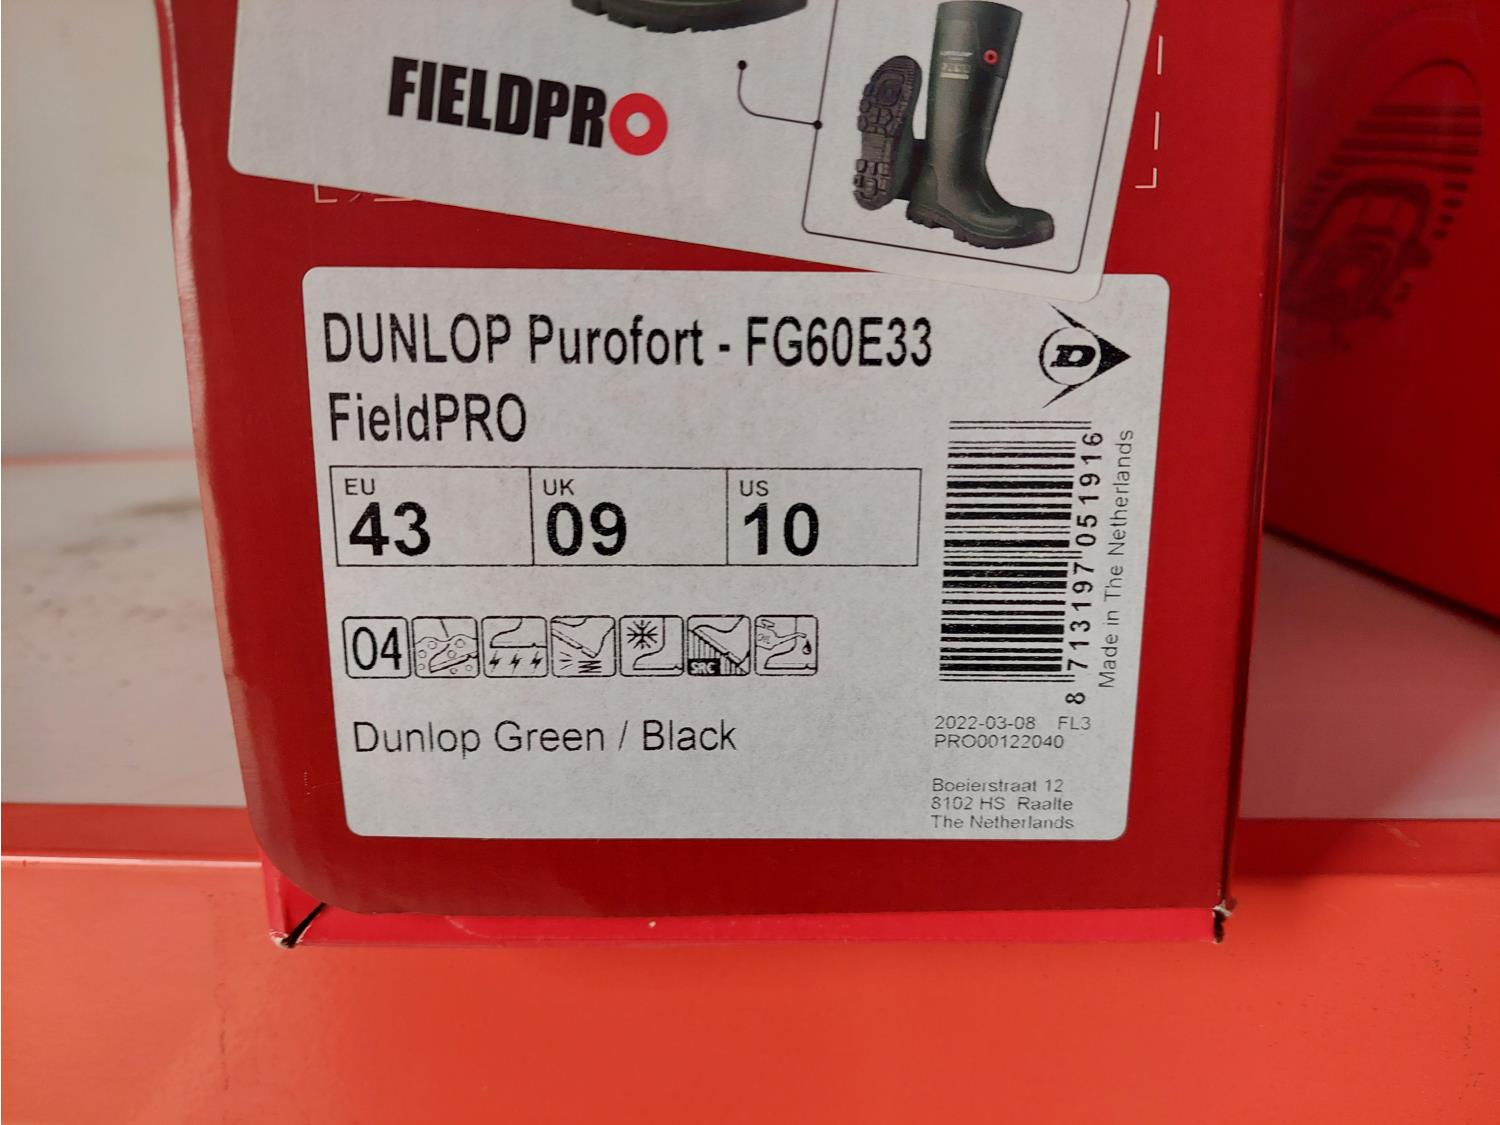 FIELDPRO
DUNLOP Purofort - FG60E33
FieldPRO
EU
43
UK
09
US
10
04
SRC
Dunlop Green / Black
D
8 713197 051916
Made in The Netherlands
2022-03-08 FL3
PRO00122040
Boeierstraat 12
8102 HS Raalte
The Netherlands